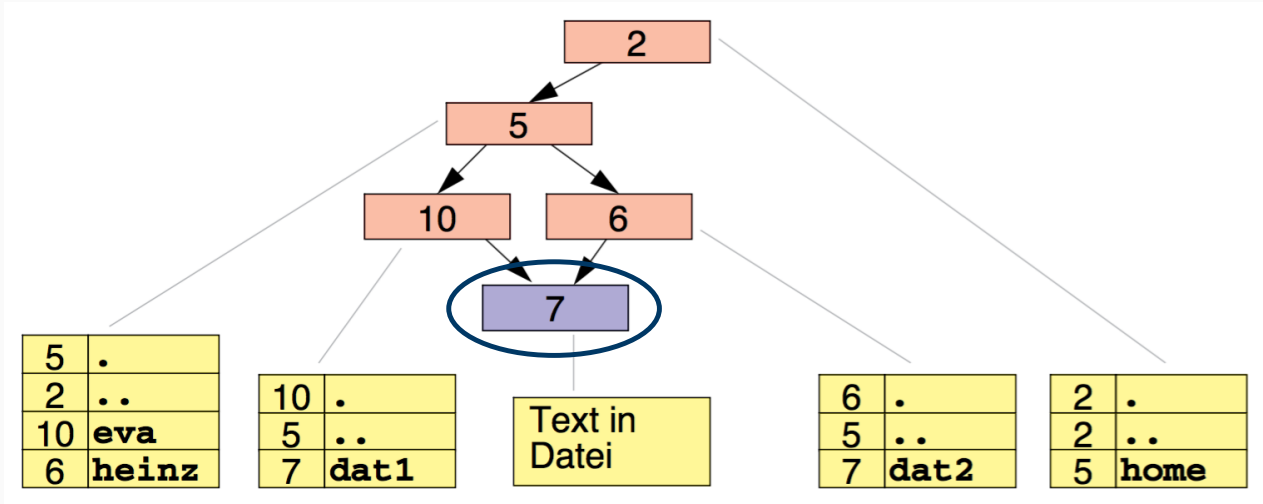 2
5
10
6
7
5 .
2 ..
10 eva
6 heinz
10 .
5 ..
7 dat1
Text in
Datei
6 .
5 ..
7 dat2
2 .
2 ..
5 home